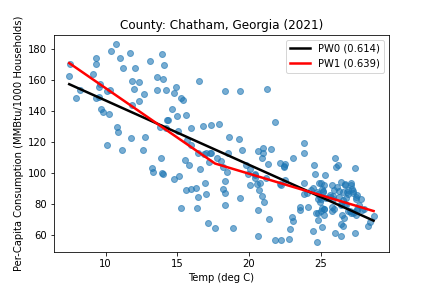 County: Chatham, Georgia (2021)
Per-Capita Consumption (MMBtu/1000 Households)
180
160
140
120
100
80
60
PW0 (0.614)
PW1 (0.639)
10
15
20
25
Temp (deg C)